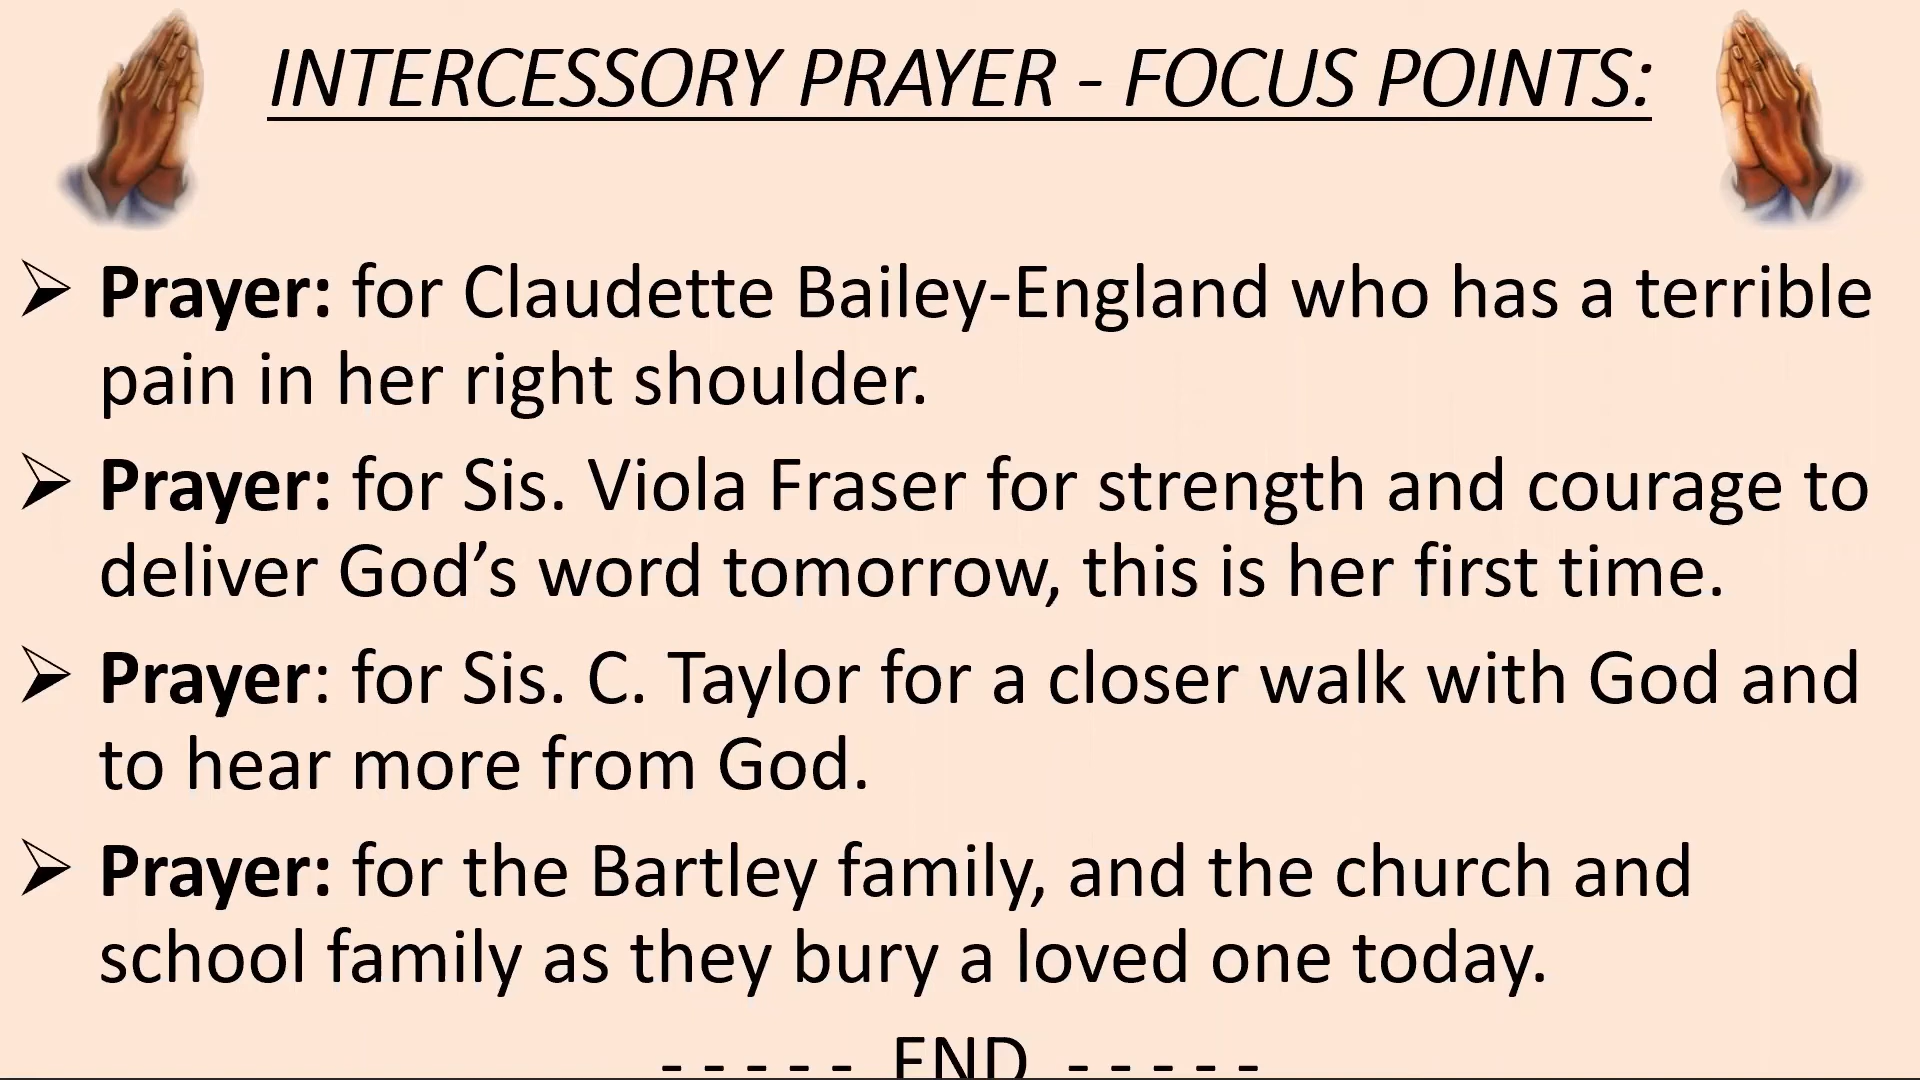 INTERCESSORY PRAYER - FOCUS POINTS:
➢ Prayer: for Claudette Bailey-England who has a terrible
pain in her right shoulder.
➢ Prayer: for Sis. Viola Fraser for strength and courage to
deliver God’s word tomorrow, this is her first time.
➢ Prayer: for Sis. C. Taylor for a closer walk with God and
to hear more from God.
➢ Prayer: for the Bartley family, and the church and
school family as they bury a loved one today.
- - - - - END - - - - -